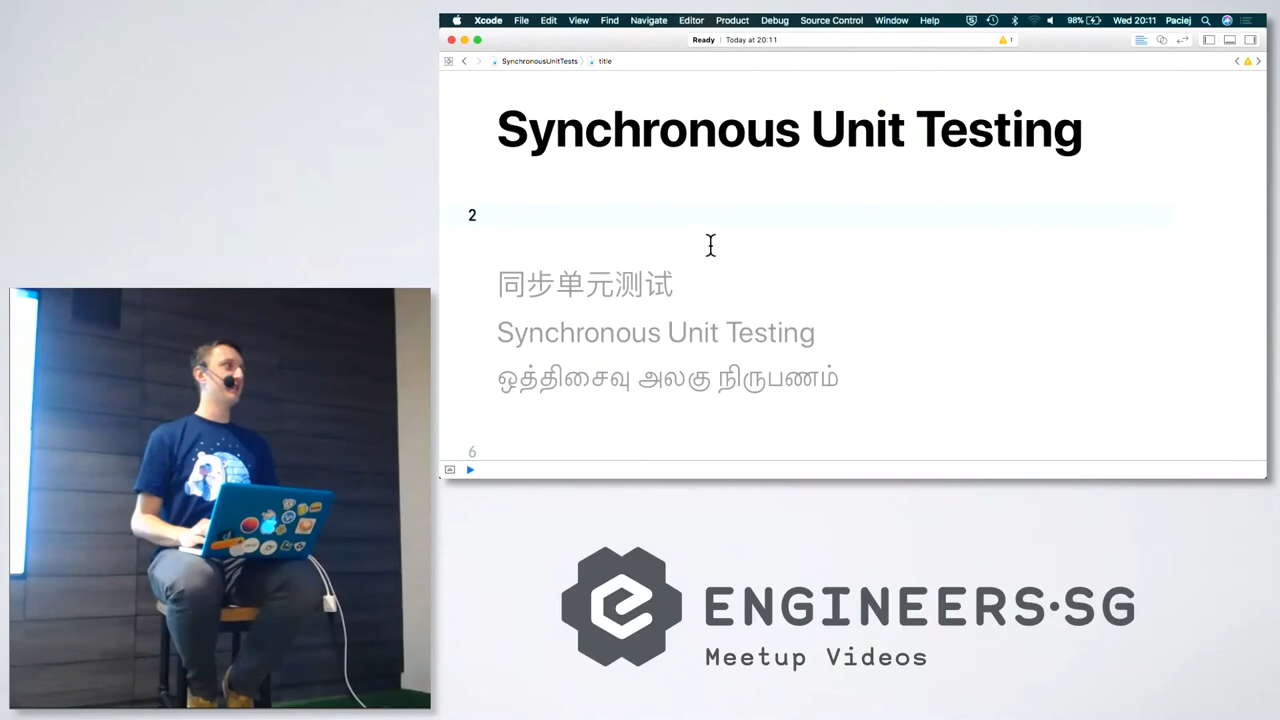 Xcode File Edit View Find Navigate Editor Product Debug Source Control Window Help 98% Wed 20:11 Paciej
Ready | Today at 20:11 1
SynchronousUnitTests title
Synchronous Unit Testing
2
同步单元测试
Synchronous Unit Testing
ஒத்திசைவு அலகு நிருபணம்
6
ENGINEERS·SG
Meetup Videos